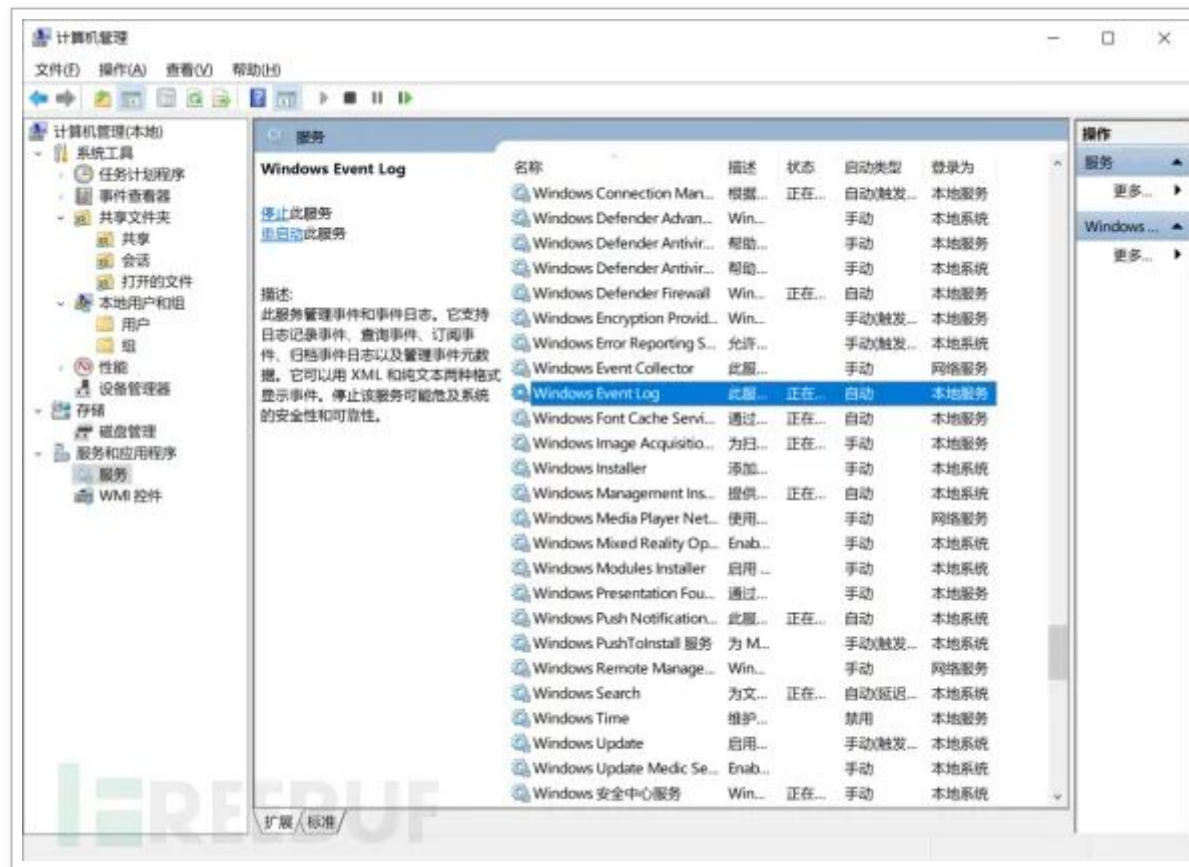 计算机管理
文件(F) 操作(A) 查看(V) 帮助(H)
计算机管理(本地)
系统工具
任务计划程序
事件查看器
共享文件夹
共享
会话
打开的文件
本地用户和组
用户
组
性能
设备管理器
存储
磁盘管理
服务和应用程序
服务
WMI 控件
服务
Windows Event Log
停止此服务
重启动此服务
描述:
此服务管理事件和事件日志。它支持
日志记录事件、查询事件、订阅事
件、归档事件日志以及管理事件元数
据。它可以用 XML 和纯文本两种格式
显示事件。停止该服务可能危及系统
的安全性和可靠性。
名称 描述 状态 启动类型 登录为
Windows Connection Man... 根据... 正在... 自动(触发... 本地服务
Windows Defender Advan... Win... 手动 本地系统
Windows Defender Antivir... 帮助... 手动 本地服务
Windows Defender Antivir... 帮助... 手动 本地系统
Windows Defender Firewall Win... 正在... 自动 本地服务
Windows Encryption Provid... Win... 手动(触发... 本地服务
Windows Error Reporting S... 允许... 手动(触发... 本地系统
Windows Event Collector 此服... 手动 网络服务
Windows Event Log 此服... 正在... 自动 本地服务
Windows Font Cache Servi... 通过... 正在... 自动 本地服务
Windows Image Acquisitio... 为扫... 正在... 手动 本地服务
Windows Installer 添加... 手动 本地系统
Windows Management Ins... 提供... 正在... 自动 本地系统
Windows Media Player Net... 使用... 手动 网络服务
Windows Mixed Reality Op... Enab... 手动 本地系统
Windows Modules Installer 启用 ... 手动 本地系统
Windows Presentation Fou... 通过... 手动 本地服务
Windows Push Notification... 此服... 正在... 自动 本地系统
Windows PushToInstall 服务 为 M... 手动(触发... 本地系统
Windows Remote Manage... Win... 手动 网络服务
Windows Search 为文... 正在... 自动(延迟... 本地系统
Windows Time 维护... 禁用 本地服务
Windows Update 启用... 手动(触发... 本地系统
Windows Update Medic Se... Enab... 手动 本地系统
Windows 安全中心服务 Win... 正在... 手动 本地系统
扩展 标准
操作
服务
更多...
Windows ...
更多...
FREEBUF